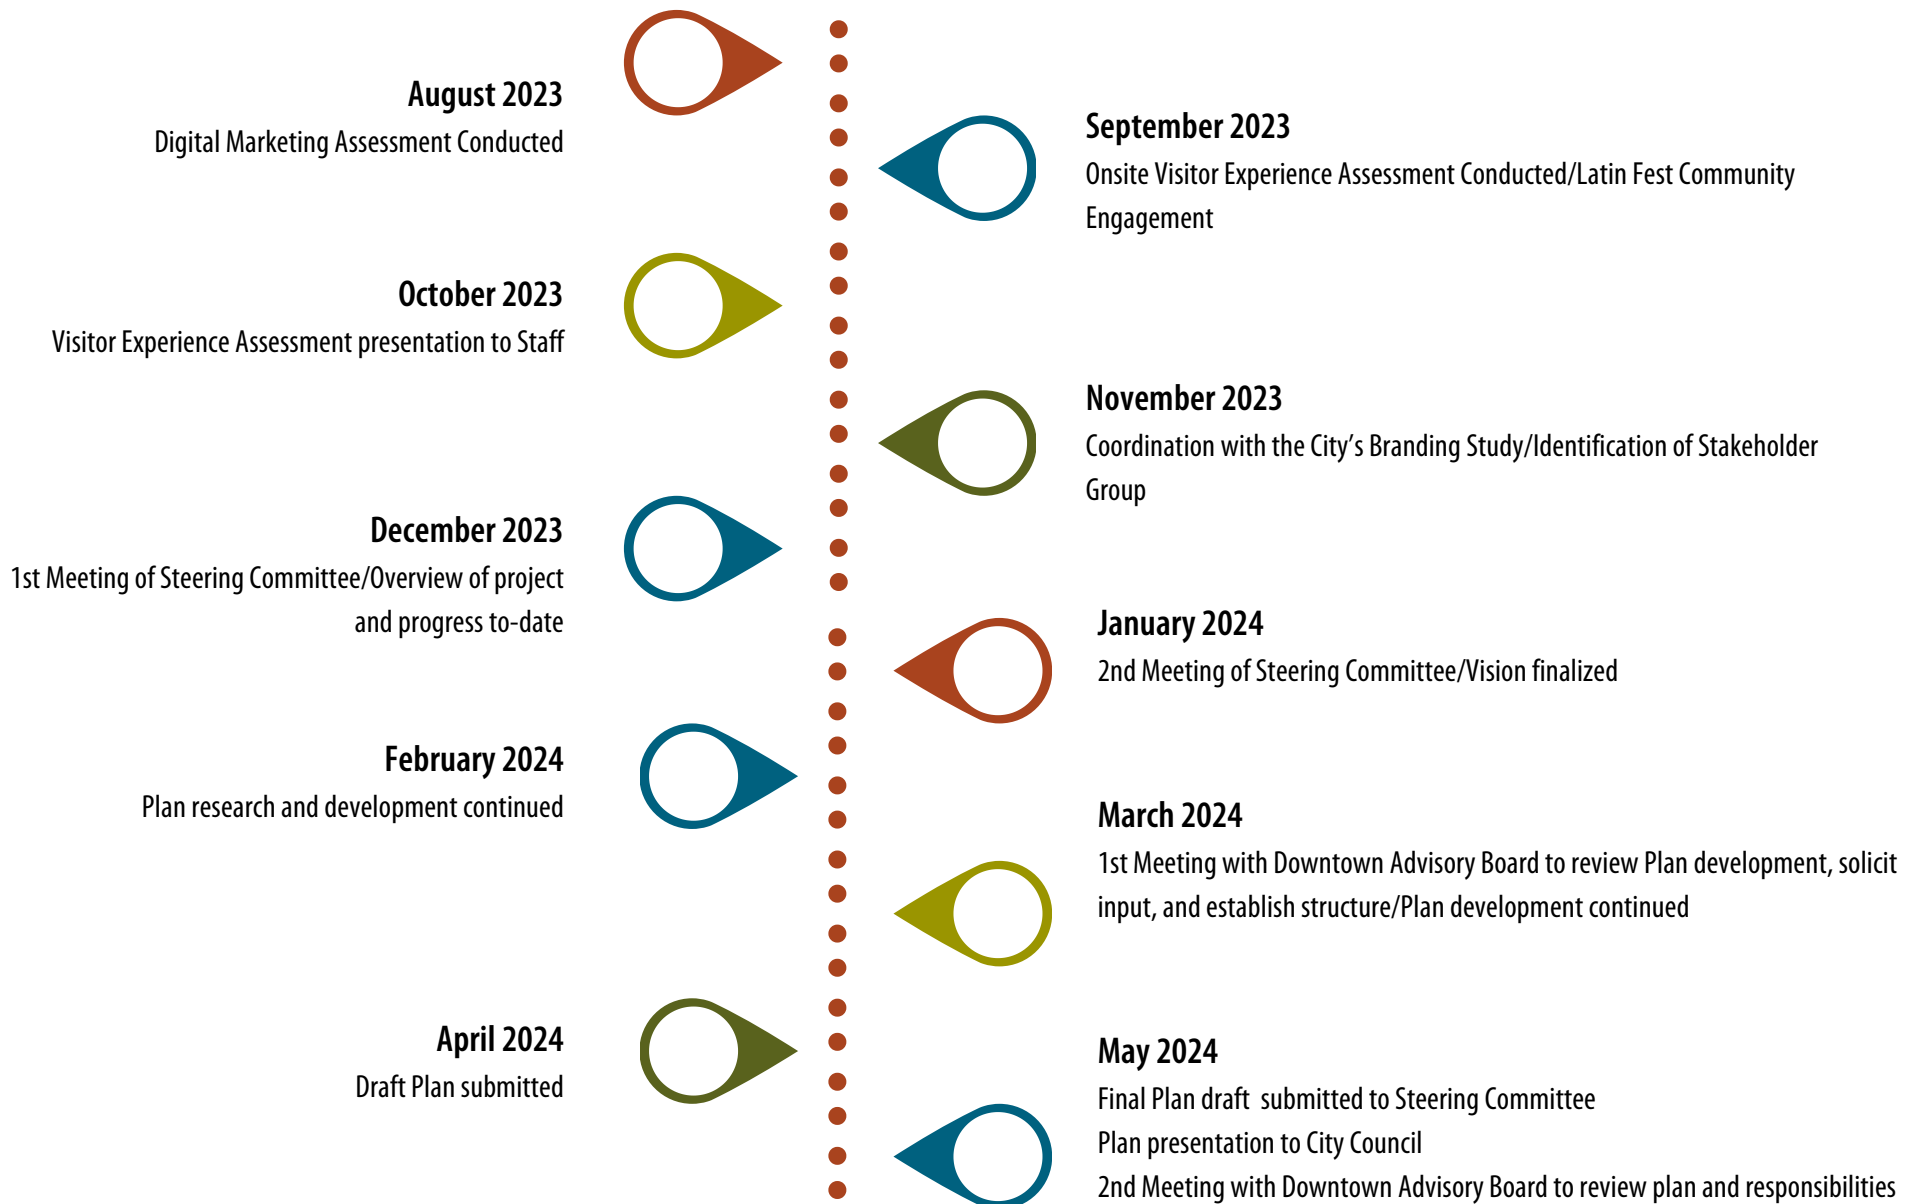 August 2023
Digital Marketing Assessment Conducted
September 2023
Onsite Visitor Experience Assessment Conducted/Latin Fest Community
Engagement
October 2023
Visitor Experience Assessment presentation to Staff
November 2023
Coordination with the City’s Branding Study/Identification of Stakeholder
Group
December 2023
1st Meeting of Steering Committee/Overview of project
and progress to-date
January 2024
2nd Meeting of Steering Committee/Vision finalized
February 2024
Plan research and development continued
March 2024
1st Meeting with Downtown Advisory Board to review Plan development, solicit
input, and establish structure/Plan development continued
April 2024
Draft Plan submitted
May 2024
Final Plan draft  submitted to Steering Committee
Plan presentation to City Council
2nd Meeting with Downtown Advisory Board to review plan and responsibilities